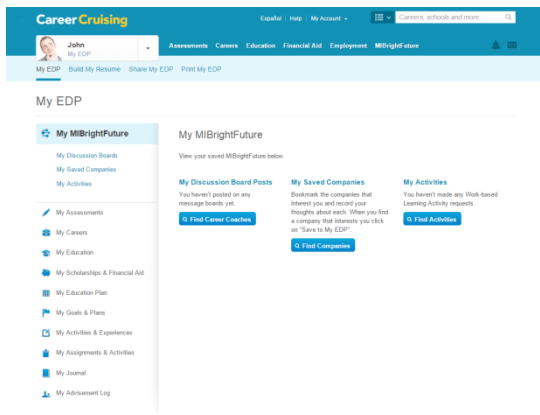 Career Cruising
Español | Help | My Account
Careers, schools and more
John
My EDP
Assessments Careers Education Financial Aid Employment MIBrightFuture
My EDP Build My Resume Share My EDP Print My EDP
My EDP
My MIBrightFuture
My Discussion Boards
My Saved Companies
My Activities
My Assessments
My Careers
My Education
My Scholarships & Financial Aid
My Education Plan
My Goals & Plans
My Activities & Experiences
My Assignments & Activities
My Journal
My Advisement Log
My MIBrightFuture
View your saved MIBrightFuture below.
My Discussion Board Posts
You haven't posted on any
message boards yet.
Find Career Coaches
My Saved Companies
Bookmark the companies that
interest you and record your
thoughts about each. When you find
a company that interests you click
on "Save to My EDP".
Find Companies
My Activities
You haven't made any Work-based
Learning Activity requests.
Find Activities